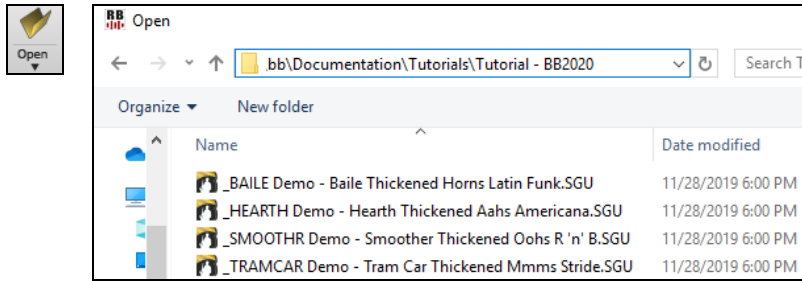 Open
RB Open
.bb\Documentation\Tutorials\Tutorial - BB2020
Search T
Organize
New folder
Name
Date modified
_BAILE Demo - Baile Thickened Horns Latin Funk.SGU 11/28/2019 6:00 PM
_HEARTH Demo - Hearth Thickened Aahs Americana.SGU 11/28/2019 6:00 PM
_SMOOTHR Demo - Smoother Thickened Oohs R 'n' B.SGU 11/28/2019 6:00 PM
_TRAMCAR Demo - Tram Car Thickened Mmms Stride.SGU 11/28/2019 6:00 PM